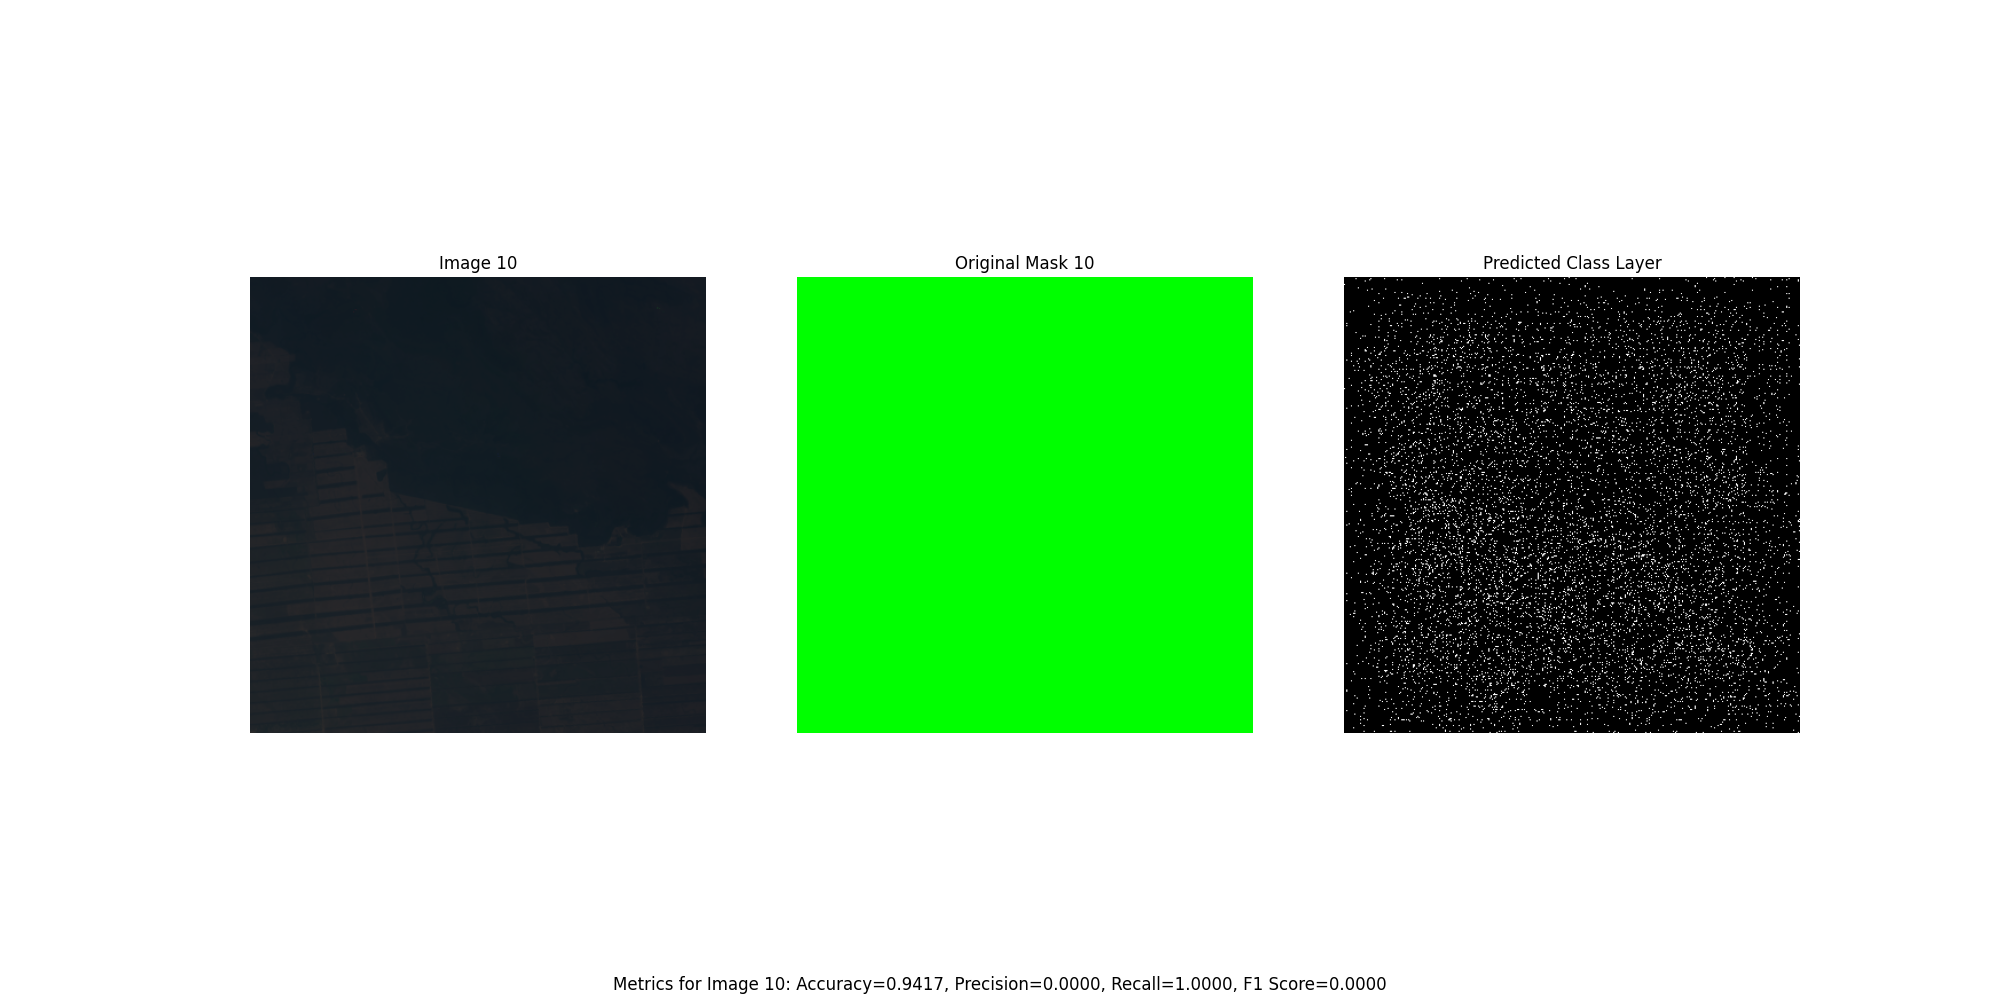 Image 10
Original Mask 10
Predicted Class Layer
Metrics for Image 10: Accuracy=0.9417, Precision=0.0000, Recall=1.0000, F1 Score=0.0000